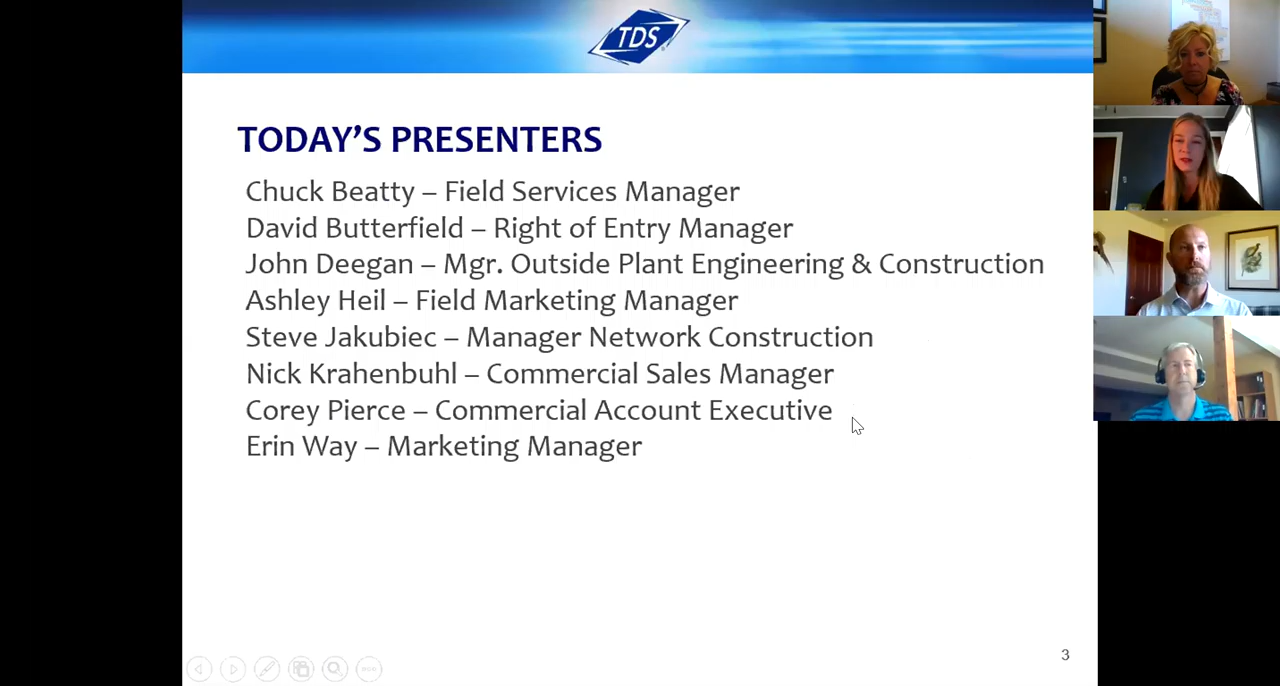 TDS
TODAY’S PRESENTERS
Chuck Beatty – Field Services Manager
David Butterfield – Right of Entry Manager
John Deegan – Mgr. Outside Plant Engineering & Construction
Ashley Heil – Field Marketing Manager
Steve Jakubiec – Manager Network Construction
Nick Krahenbuhl – Commercial Sales Manager
Corey Pierce – Commercial Account Executive
Erin Way – Marketing Manager
3